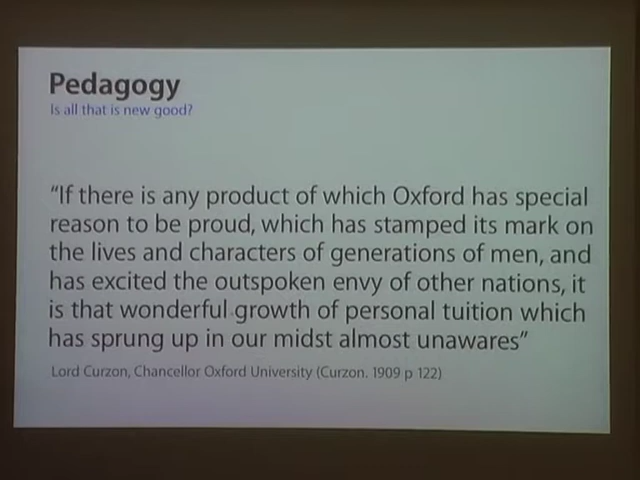 Pedagogy
Is all that is new good?
“If there is any product of which Oxford has special
reason to be proud, which has stamped its mark on
the lives and characters of generations of men, and
has excited the outspoken envy of other nations, it
is that wonderful growth of personal tuition which
has sprung up in our midst almost unawares”
Lord Curzon, Chancellor Oxford University (Curzon. 1909 p 122)